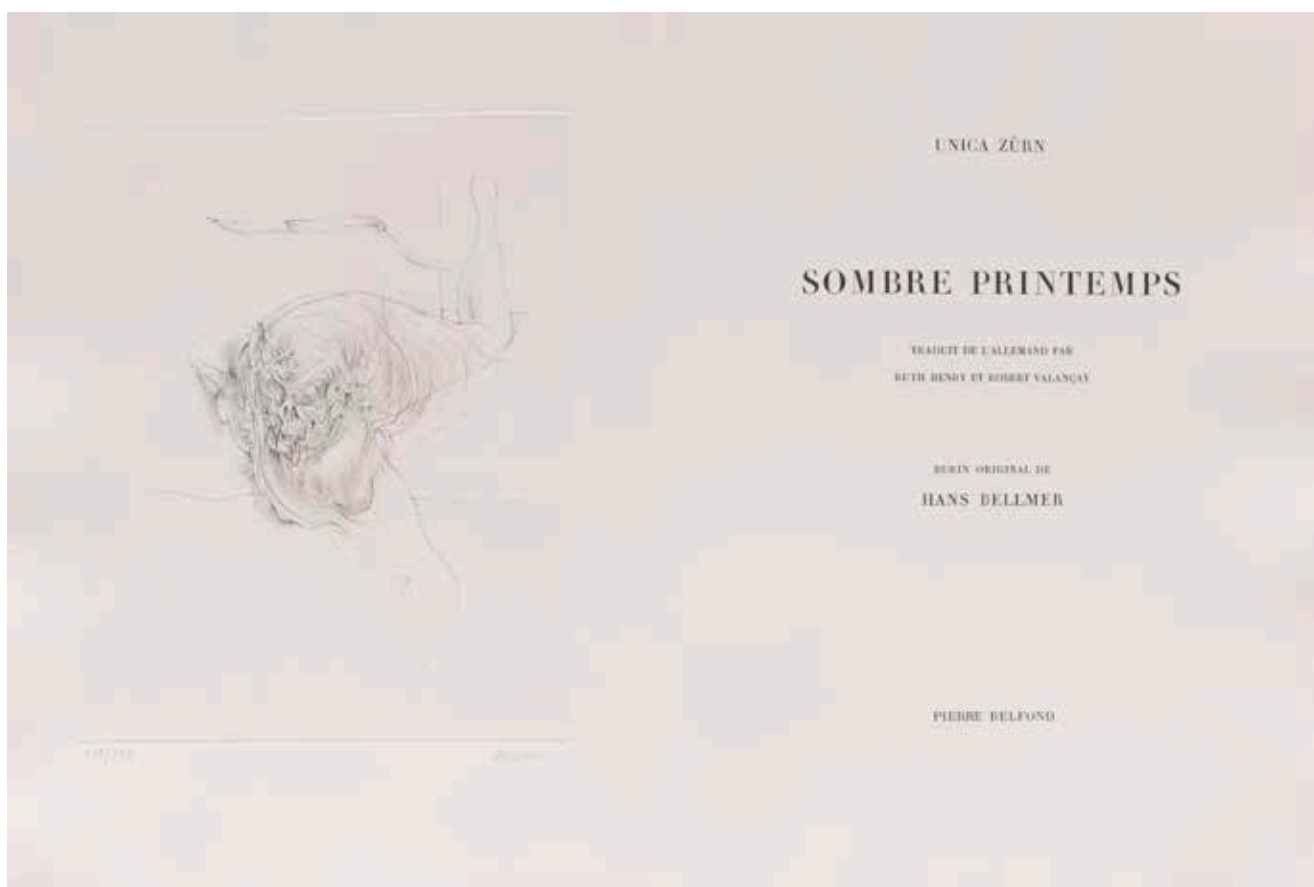 UNICA ZÜRN
SOMBRE PRINTEMPS
TRADUIT DE L'ALLEMAND PAR
RUTH HENRY ET ROBERT VALANÇAY
BURIN ORIGINAL DE
HANS BELLMER
PIERRE BELFOND